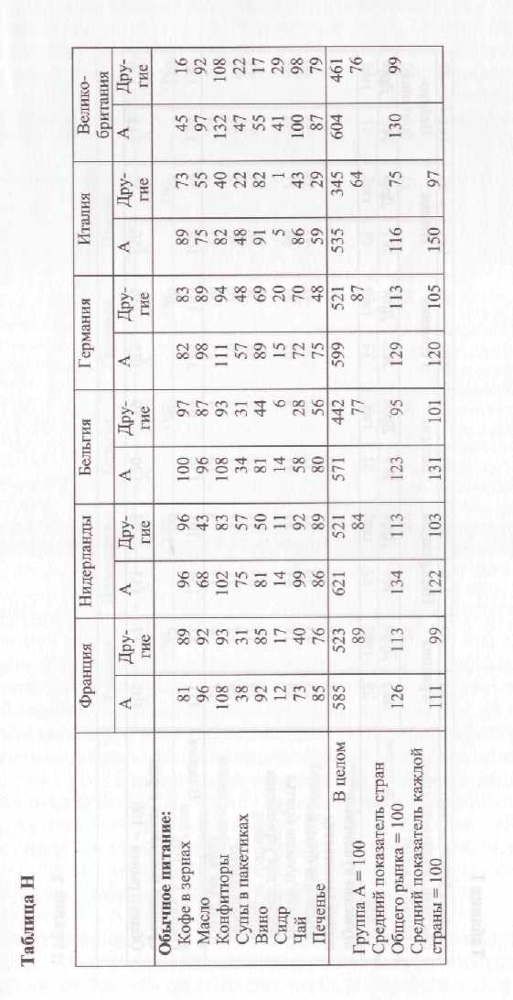 Таблица Н
Франция Нидерланды Бельгия Германия Италия Велико-
британия
А Дру- А Дру- А Дру- А Дру- А Дру- А Дру-
гие гие гие гие гие гие
Обычное питание:
Кофе в зернах 81 89 96 96 100 97 82 83 89 73 45 16
Масло 96 92 68 43 96 87 98 89 75 55 97 92
Конфитюры 108 93 102 83 108 93 111 94 82 40 132 108
Супы в пакетиках 38 31 75 57 34 31 57 48 48 22 47 22
Вино 92 85 81 50 81 44 89 69 91 82 55 17
Сидр 12 17 14 11 14 6 15 20 5 1 41 29
Чай 73 40 99 92 58 28 72 70 86 43 100 98
Печенье 85 76 86 89 80 56 75 48 59 29 87 79
В целом 585 523 621 521 571 442 599 521 535 345 604 461
Группа А = 100 89 84 77 87 64 76
Средний показатель стран
Общего рынка = 100 126 113 134 113 123 95 129 113 116 75 130 99
Средний показатель каждой
страны = 100 111 99 122 103 131 101 120 105 150 97